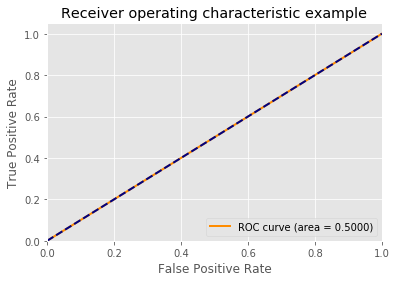 Receiver operating characteristic example
True Positive Rate
1.0
0.8
0.6
0.4
0.2
0.0
ROC curve (area = 0.5000)
0.0 0.2 0.4 0.6 0.8 1.0
False Positive Rate